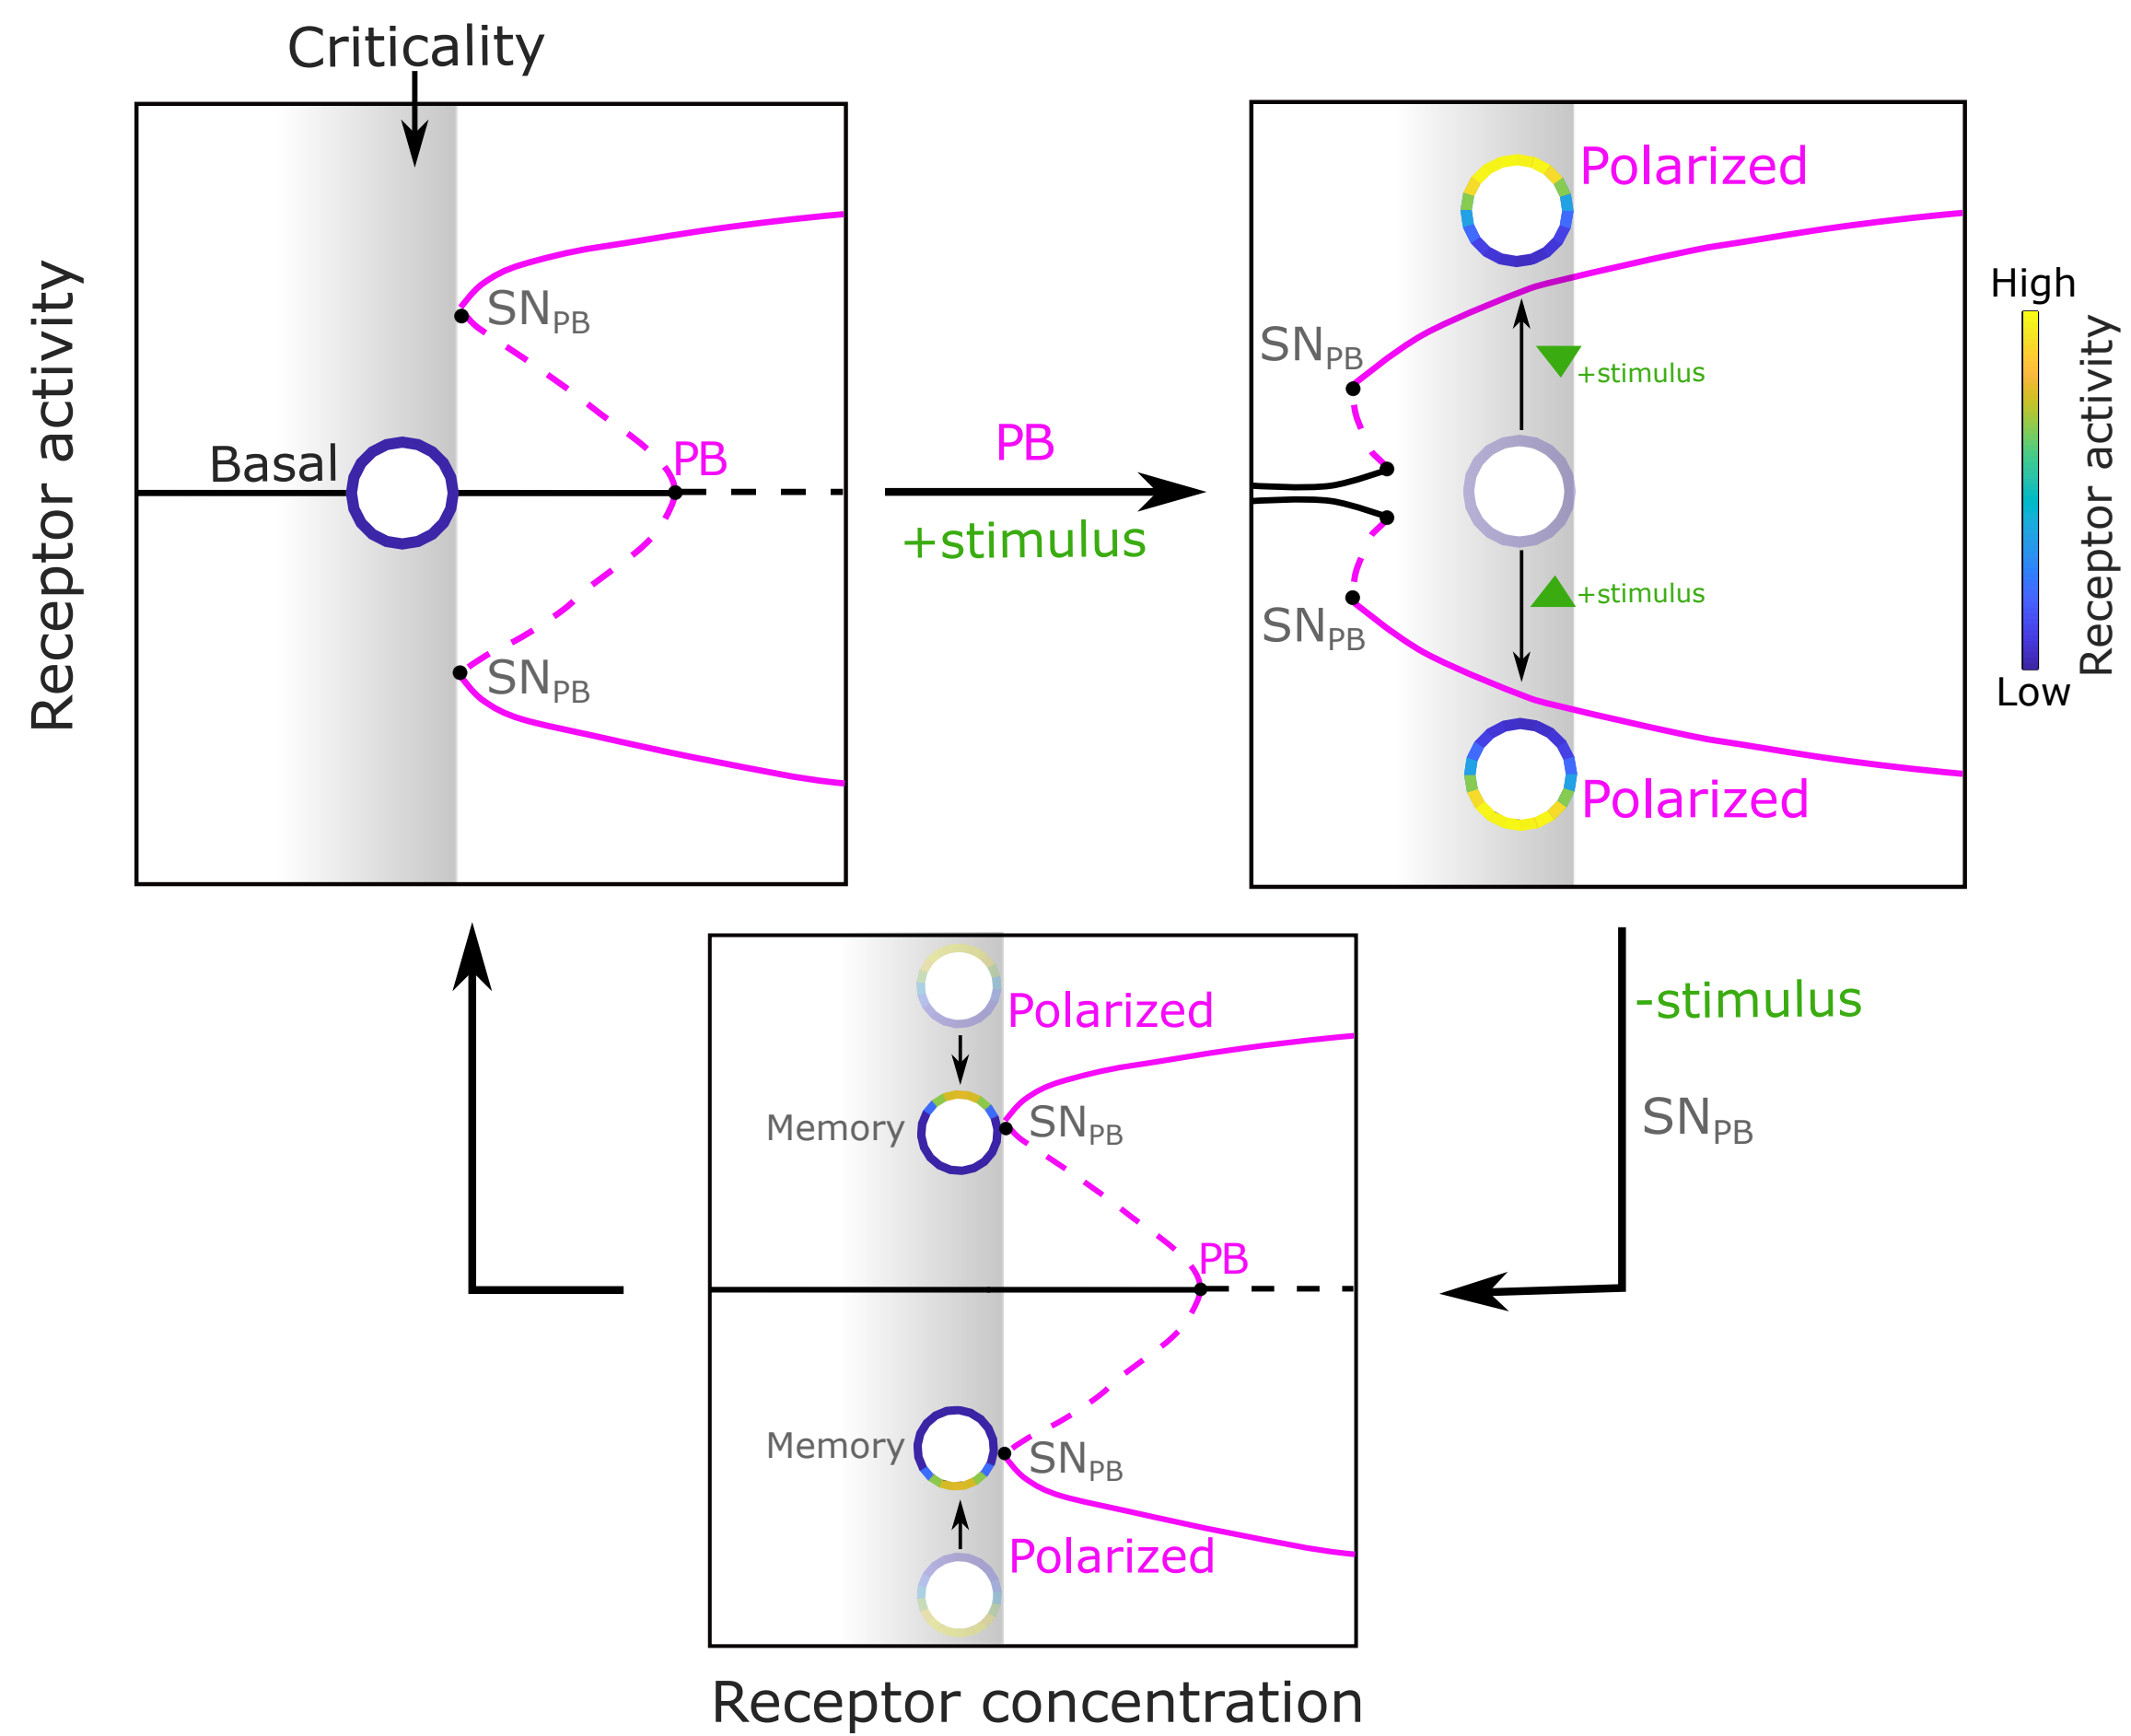 Criticality
Receptor activity
SNPB
Basal
PB
SNPB
PB
+stimulus
Polarized
SNPB
+stimulus
+stimulus
SNPB
Polarized
High
Low
Receptor activity
-stimulus
SNPB
Polarized
Memory
SNPB
PB
Memory
SNPB
Polarized
Receptor concentration